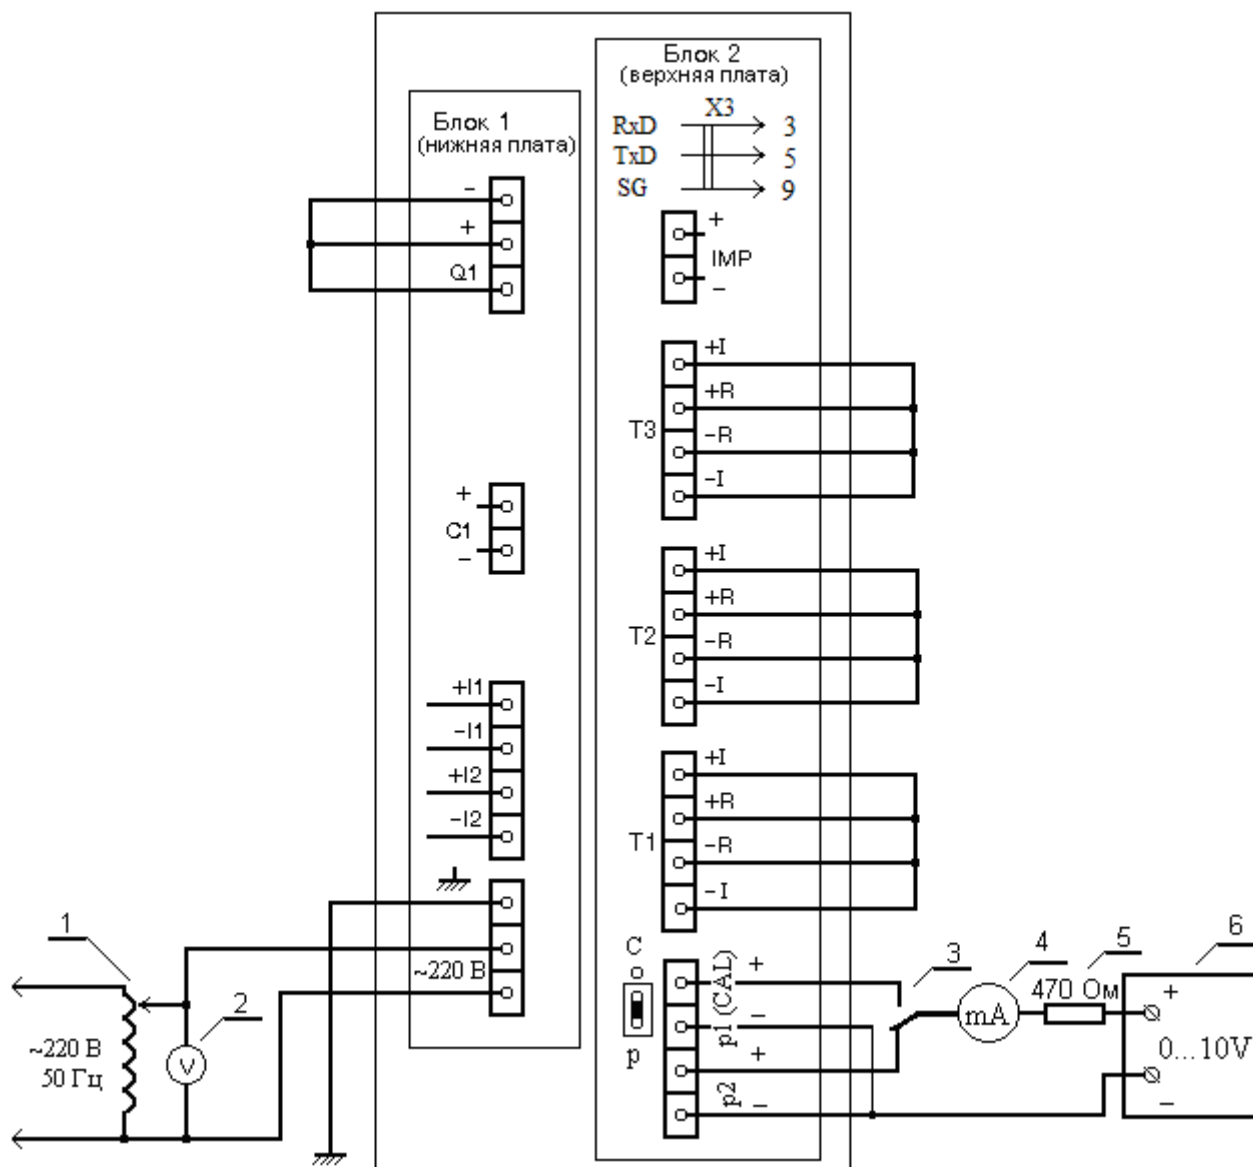 Блок 2
(верхняя плата)
X3
RxD 3
TxD 5
SG 9
Блок 1
(нижняя плата)
−
+
Q1
+
IMP
−
+I
+R
T3
−R
−I
+
C1
−
+I
+R
T2
−R
−I
+I1
−I1
+I2
−I2
+I
+R
T1
−R
−I
1
2
~220 В
~220 В
50 Гц
V
C
p
p1 (CAL)
+
−
p2
+
−
3
4
5
6
mA
470 Ом
+
0...10V
−